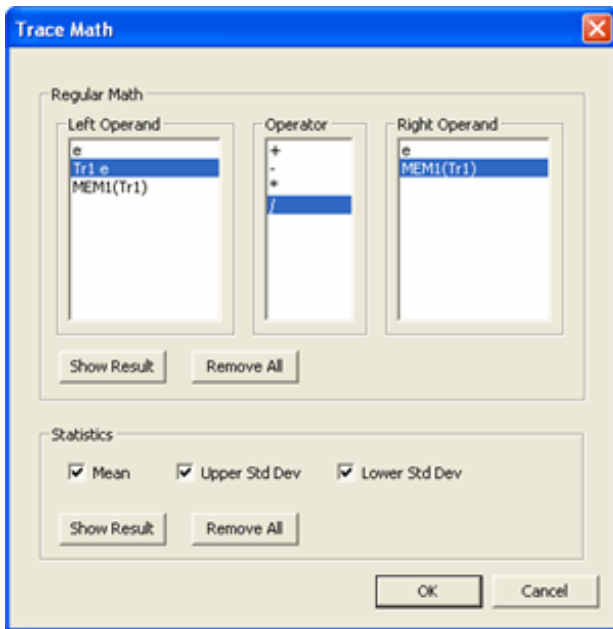 Trace Math
Regular Math
Left Operand
e
Tr1 e
MEM1(Tr1)
Operator
+
-
*
/
Right Operand
e
MEM1(Tr1)
Show Result
Remove All
Statistics
Mean
Upper Std Dev
Lower Std Dev
Show Result
Remove All
OK
Cancel